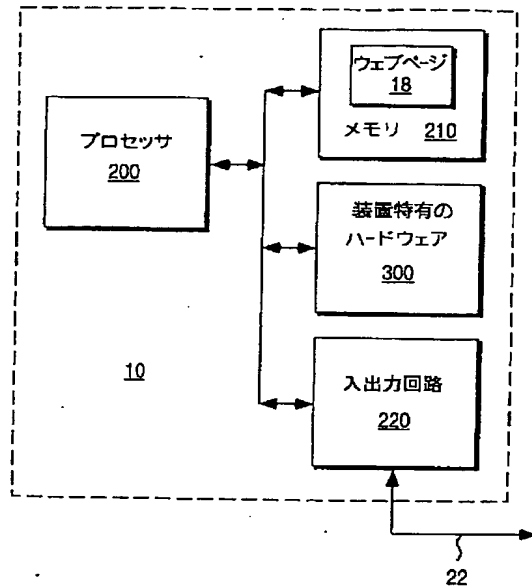 プロセッサ
200
ウェブページ
18
メモリ 210
装置特有の
ハードウェア
300
10
入出力回路
220
22